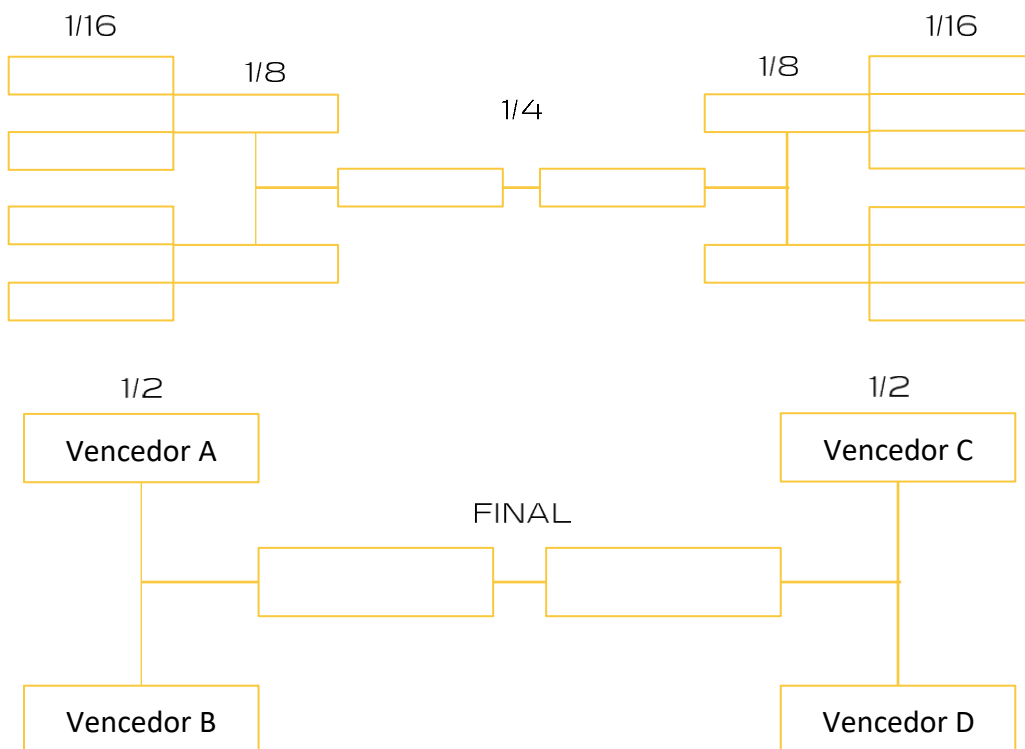 1/16
1/16
1/8
1/8
1/4
1/2
1/2
Vencedor A
Vencedor C
FINAL
Vencedor B
Vencedor D